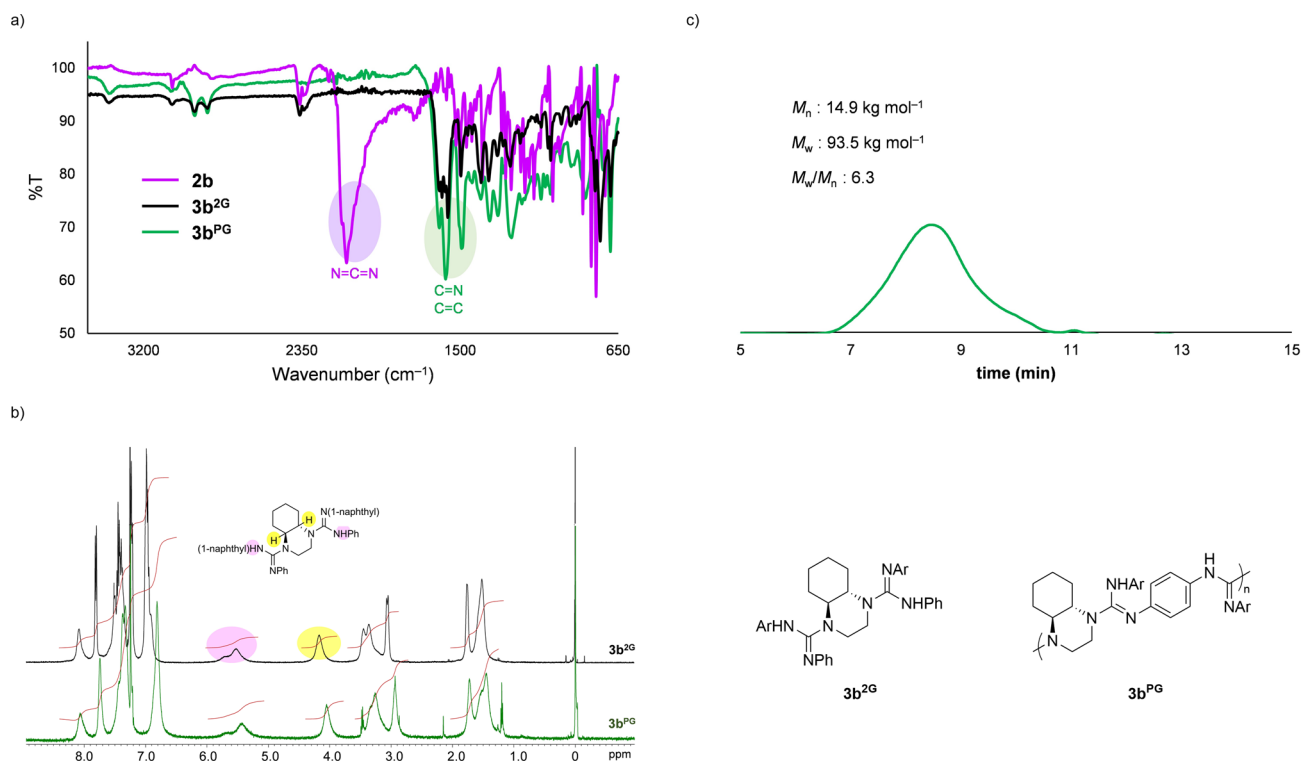 a)
100
90
80
70
60
50
%T
2b
3b2G
3bPG
N=C=N
C=N
C=C
3200
2350
1500
650
Wavenumber (cm–1)
c)
Mn : 14.9 kg mol–1
Mw : 93.5 kg mol–1
Mw/Mn : 6.3
5
7
9
11
13
15
time (min)
b)
H
N(1-naphthyl)
N
NHPh
H
(1-naphthyl)HN
N
NPh
3b2G
3bPG
8.0
7.0
6.0
5.0
4.0
3.0
2.0
1.0
0
ppm
NAr
N
NHPh
ArHN
N
NPh
3b2G
H
N
NHAr
n
N
N
NAr
N
3bPG